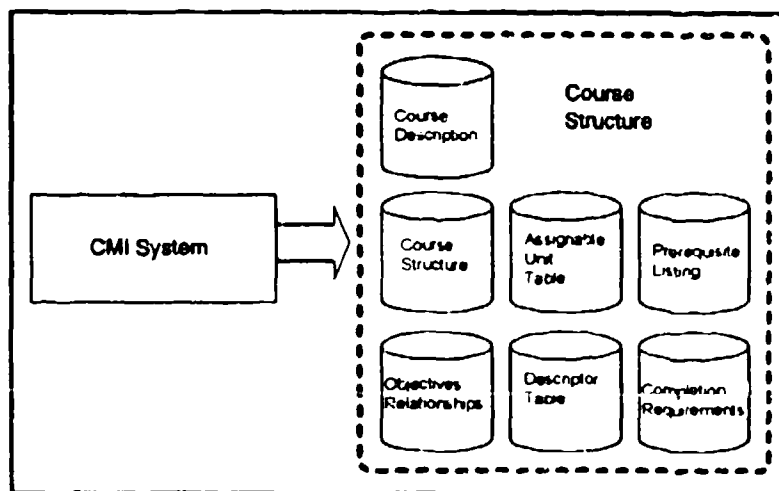 Course
Structure
Course
Description
CMI System
Course
Structure
Assignable
Unit
Table
Prerequisite
Listing
Objectives
Relationships
Descriptor
Table
Completion
Requirements